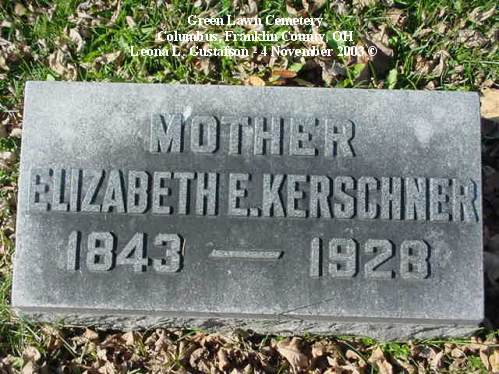 Green Lawn Cemetery
Columbus, Franklin County, OH
Leona L. Gustafson - 4 November 2003 ©
MOTHER
ELIZABETH E. KERSCHNER
1843 — 1928